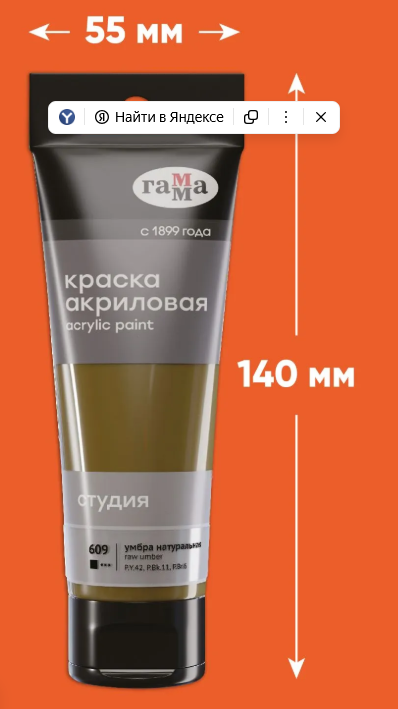 55 мм
Найти в Яндексе
гамма
с 1899 года
краска
акриловая
acrylic paint
140 мм
студия
609
умбра натуральная
raw umber
P.Y.42, P.Bk.11, P.Br.6